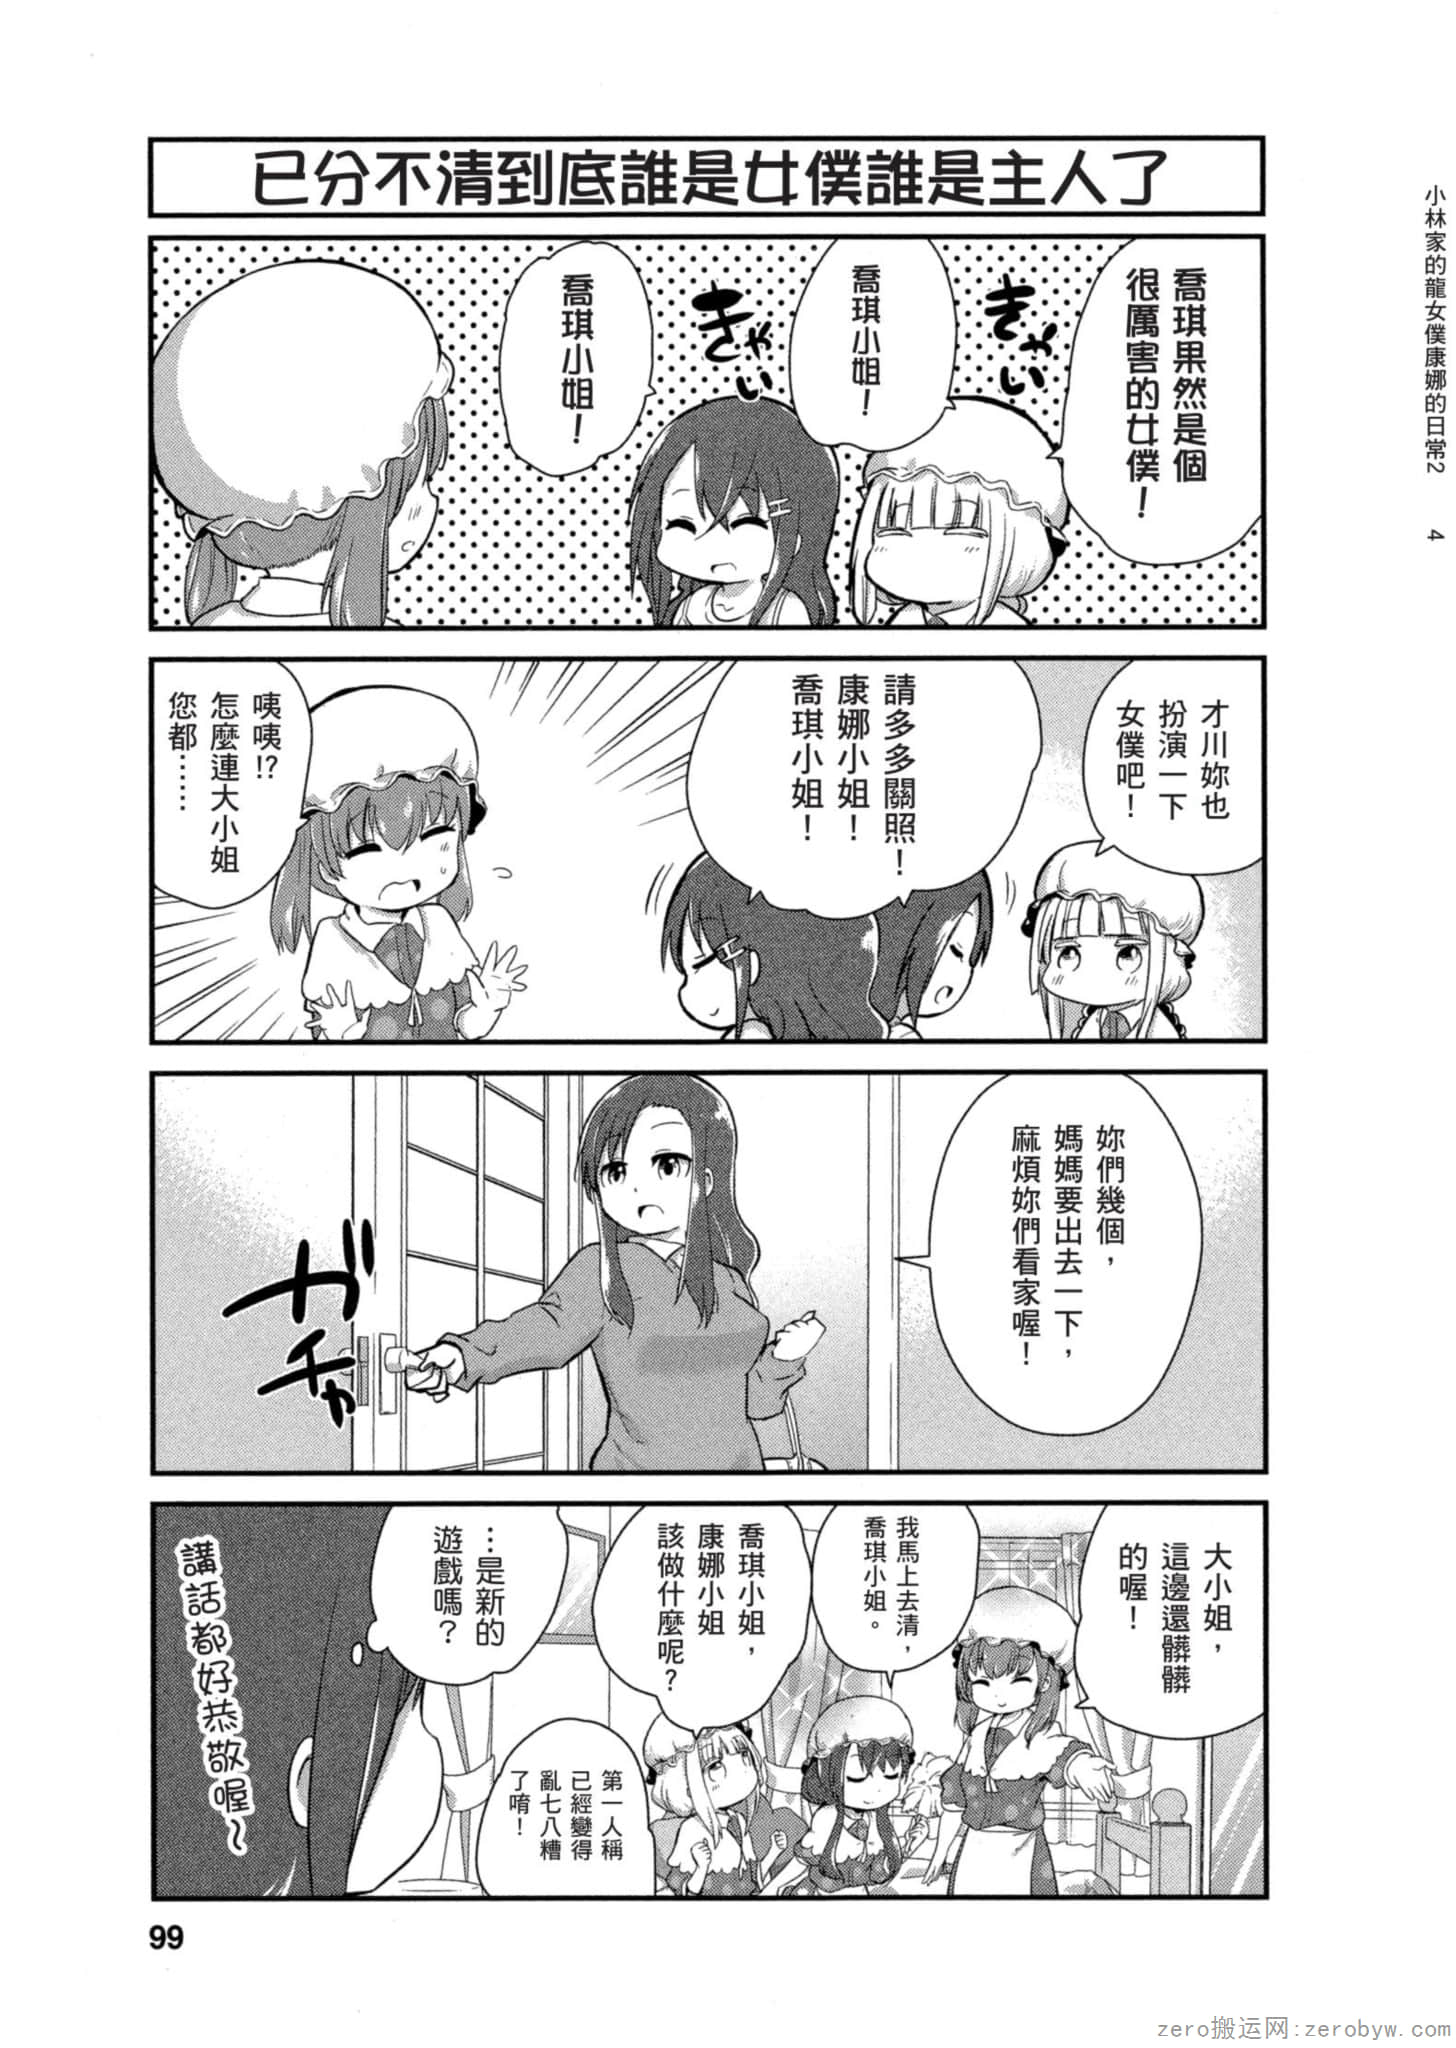 已分不清到底誰是女僕誰是主人了
小林家的龍女僕康娜的日常2
4
喬琪果然是個
很厲害的女僕！
きゃい
喬琪小姐！
きゃい
喬琪小姐！
才川妳也
扮演一下
女僕吧！
請多多關照！
康娜小姐！
喬琪小姐！
咦咦!?
怎麼連大小姐
您都……
妳們幾個，
媽媽要出去一下，
麻煩妳們看家喔！
ガチャ
大小姐，
這邊還髒髒
的喔！
我馬上去清，
喬琪小姐。
喬琪小姐，
康娜小姐
該做什麼呢？
第一人稱
已經變得
亂七八糟
了唷！
…是新的
遊戲嗎？
講話都好恭敬喔～
99
zero搬运网:zerobyw.com